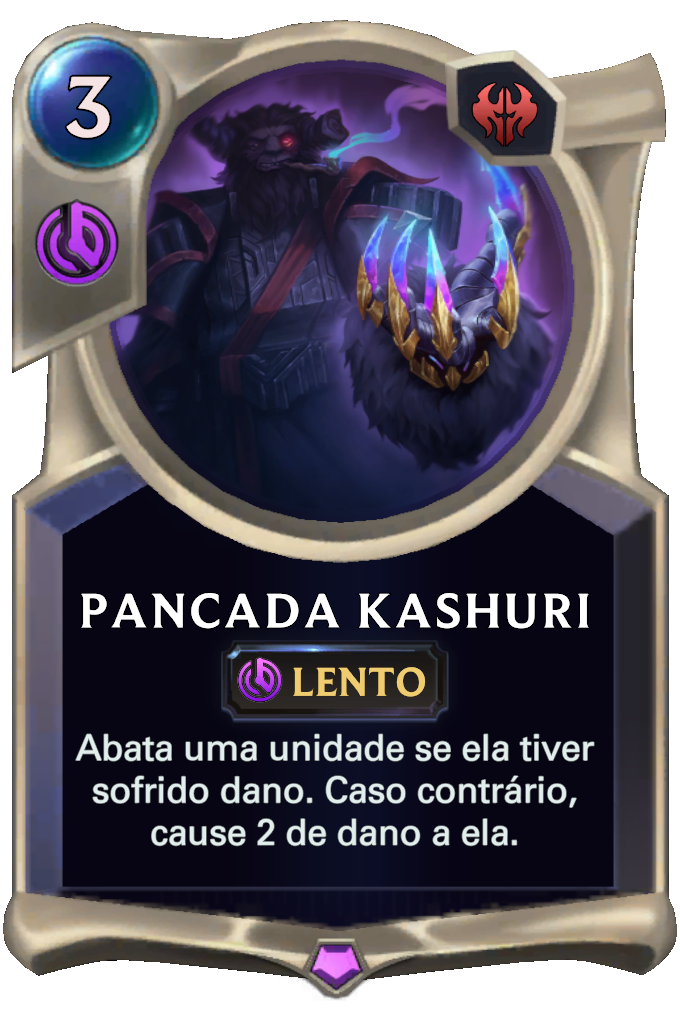 3
PANCADA KASHURI
LENTO
Abata uma unidade se ela tiver
sofrido dano. Caso contrário,
cause 2 de dano a ela.